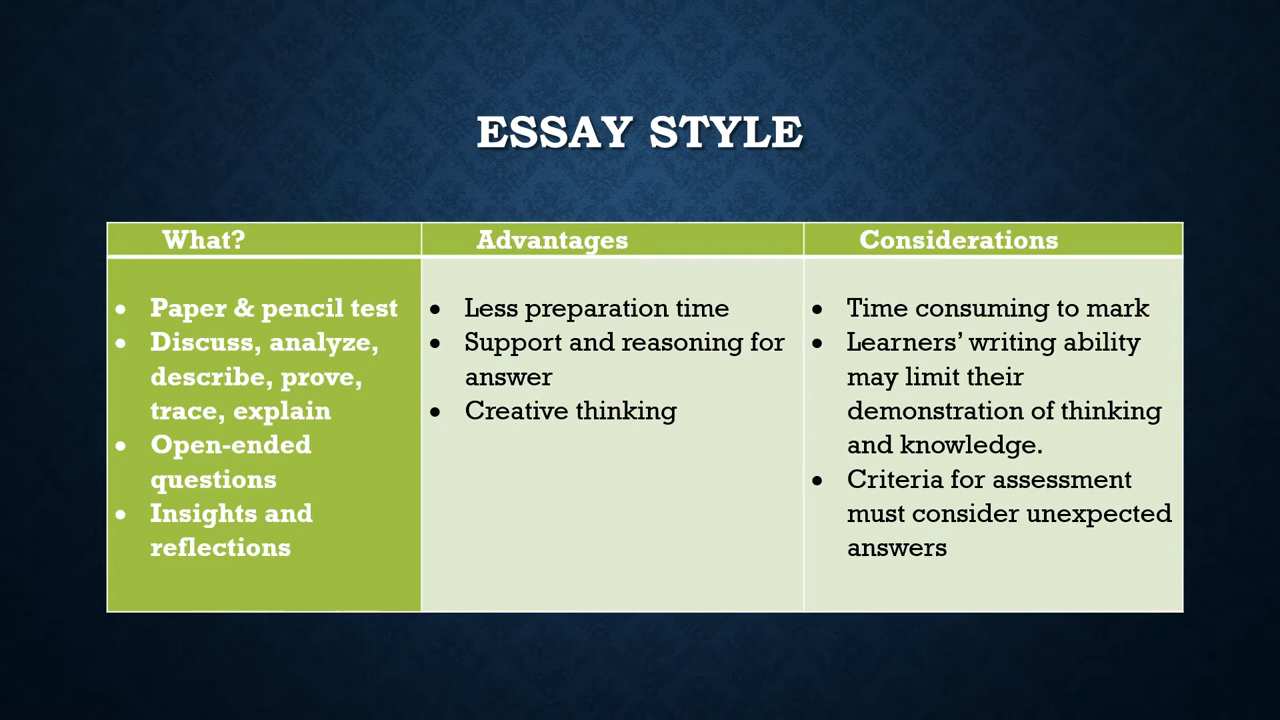 ESSAY STYLE
What?
Advantages
Considerations
• Paper & pencil test
• Discuss, analyze,
describe, prove,
trace, explain
• Open-ended
questions
• Insights and
reflections
• Less preparation time
• Support and reasoning for
answer
• Creative thinking
• Time consuming to mark
• Learners’ writing ability
may limit their
demonstration of thinking
and knowledge.
• Criteria for assessment
must consider unexpected
answers